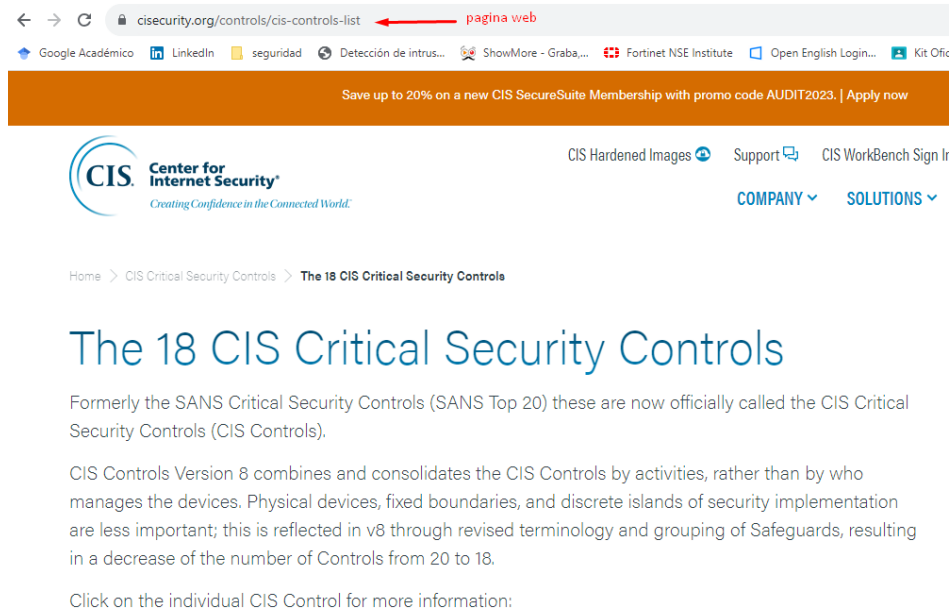 cisecurity.org/controls/cis-controls-list
pagina web
Google Académico
in LinkedIn
seguridad
Detección de intrus...
ShowMore - Graba,...
Fortinet NSE Institute
Open English Login...
Kit Ofic
Save up to 20% on a new CIS SecureSuite Membership with promo code AUDIT2023. | Apply now
CIS Hardened Images
Support
CIS WorkBench Sign In
CIS.
Center for
Internet Security®
Creating Confidence in the Connected World.®
COMPANY
SOLUTIONS
Home > CIS Critical Security Controls > The 18 CIS Critical Security Controls
The 18 CIS Critical Security Controls
Formerly the SANS Critical Security Controls (SANS Top 20) these are now officially called the CIS Critical
Security Controls (CIS Controls).
CIS Controls Version 8 combines and consolidates the CIS Controls by activities, rather than by who
manages the devices. Physical devices, fixed boundaries, and discrete islands of security implementation
are less important; this is reflected in v8 through revised terminology and grouping of Safeguards, resulting
in a decrease of the number of Controls from 20 to 18.
Click on the individual CIS Control for more information: